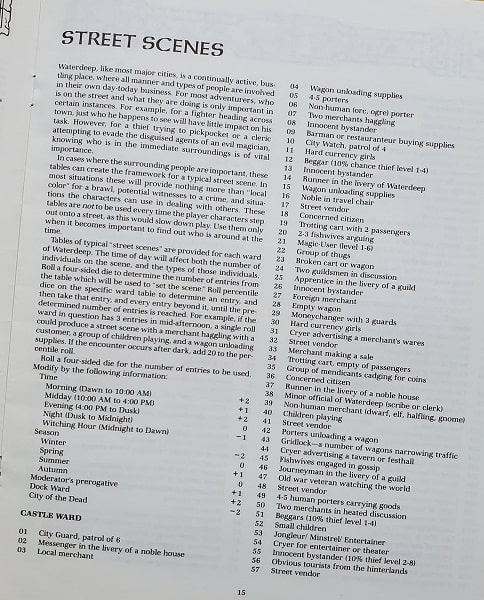 STREET SCENES
Waterdeep, like most major cities, is a continually active, bus-
tling place, where all manner and types of people are involved
in their own day-today business. For most adventurers, who
is on the street and what they are doing is only important in
certain instances. For example, for a fighter heading across
town, just who he happens to see will have little impact on his
task. However, for a thief trying to pickpocket or a cleric
attempting to evade the disguised agents of an evil magician,
knowing who is in the immediate surroundings is of vital
importance.
In cases where the surrounding people are important, these
tables can create the framework for a typical street scene. In
most situations these will provide nothing more than "local
color" for a brawl, potential witnesses to a crime, and situa-
tions the characters can use in dealing with others. These
tables are not to be used every time the player characters step
out onto a street, as this would slow down play. Use them only
when it becomes important to find out who is around at the
time.
Tables of typical "street scenes" are provided for each ward
of Waterdeep. The time of day will affect both the number of
individuals on the scene, and the types of those individuals.
Roll a four-sided die to determine the number of entries from
the table which will be used to "set the scene." Roll percentile
dice on the specific ward table to determine an entry, and
then take that entry, and every entry beyond it, until the pre-
determined number of entries is reached. For example, if the
ward in question has 3 entries in mid-afternoon, a single roll
could produce a street scene with a merchant haggling with a
customer, a group of children playing, and a wagon unloading
supplies. If the encounter occurs after dark, add 20 to the per-
centile roll.
Roll a four-sided die for the number of entries to be used.
Modify by the following information:
Time
Morning (Dawn to 10:00 AM) +2
Midday (10:00 AM to 4:00 PM) +1
Evening (4:00 PM to Dusk) +2
Night (Dusk to Midnight) 0
Witching Hour (Midnight to Dawn) -1
Season
Winter -2
Spring 0
Summer +1
Autumn 0
Moderator's prerogative +1
Dock Ward +2
City of the Dead -2
CASTLE WARD
01 City Guard, patrol of 6
02 Messenger in the livery of a noble house
03 Local merchant
04 Wagon unloading supplies
05 4-5 porters
06 Non-human (orc, ogre) porter
07 Two merchants haggling
08 Innocent bystander
09 Barman or restauranteur buying supplies
10 City Watch, patrol of 4
11 Hard currency girls
12 Beggar (10% chance thief level 1-4)
13 Innocent bystander
14 Runner in the livery of Waterdeep
15 Wagon unloading supplies
16 Noble in travel chair
17 Street vendor
18 Concerned citizen
19 Trotting cart with 2 passengers
20 2-3 fishwives arguing
21 Magic-User (level 1-6)
22 Group of thugs
23 Broken cart or wagon
24 Two guildsmen in discussion
25 Apprentice in the livery of a guild
26 Innocent bystander
27 Foreign merchant
28 Empty wagon
29 Moneychanger with 3 guards
30 Hard currency girls
31 Cryer advertising a merchant's wares
32 Street vendor
33 Merchant making a sale
34 Trotting cart, empty of passengers
35 Group of mendicants cadging for coins
36 Concerned citizen
37 Runner in the livery of a noble house
38 Minor official of Waterdeep (scribe or clerk)
39 Non-human merchant (dwarf, elf, halfling, gnome)
40 Children playing
41 Street vendor
42 Porters unloading a wagon
43 Gridlock—a number of wagons narrowing traffic
44 Cryer advertising a tavern or festhall
45 Fishwives engaged in gossip
46 Journeyman in the livery of a guild
47 Old war veteran watching the world
48 Street vendor
49 4-5 human porters carrying goods
50 Two merchants in heated discussion
51 Beggars (10% thief level 1-4)
52 Small children
53 Jongleur/ Minstrel/ Entertainer
54 Cryer for entertainer or theater
55 Innocent bystander (10% thief level 2-8)
56 Obvious tourists from the hinterlands
57 Street vendor
15